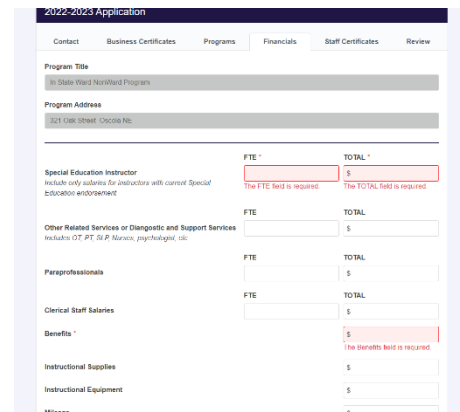 2022-2023 Application
Contact Business Certificates Programs Financials Staff Certificates Review
Program Title
In State Ward NonWard Program
Program Address
321 Oak Street Oscola NE
FTE * TOTAL *
Special Education Instructor $
Include only salaries for instructors with current Special The FTE field is required. The TOTAL field is required.
Education endorsement
FTE TOTAL
Other Related Services or Diangostic and Support Services $
Includes OT, PT, SLP, Nurses, psychologist, etc
FTE TOTAL
Paraprofessionals $
FTE TOTAL
Clerical Staff Salaries $
Benefits * $
The Benefits field is required.
Instructional Supplies $
Instructional Equipment $
Mileage $